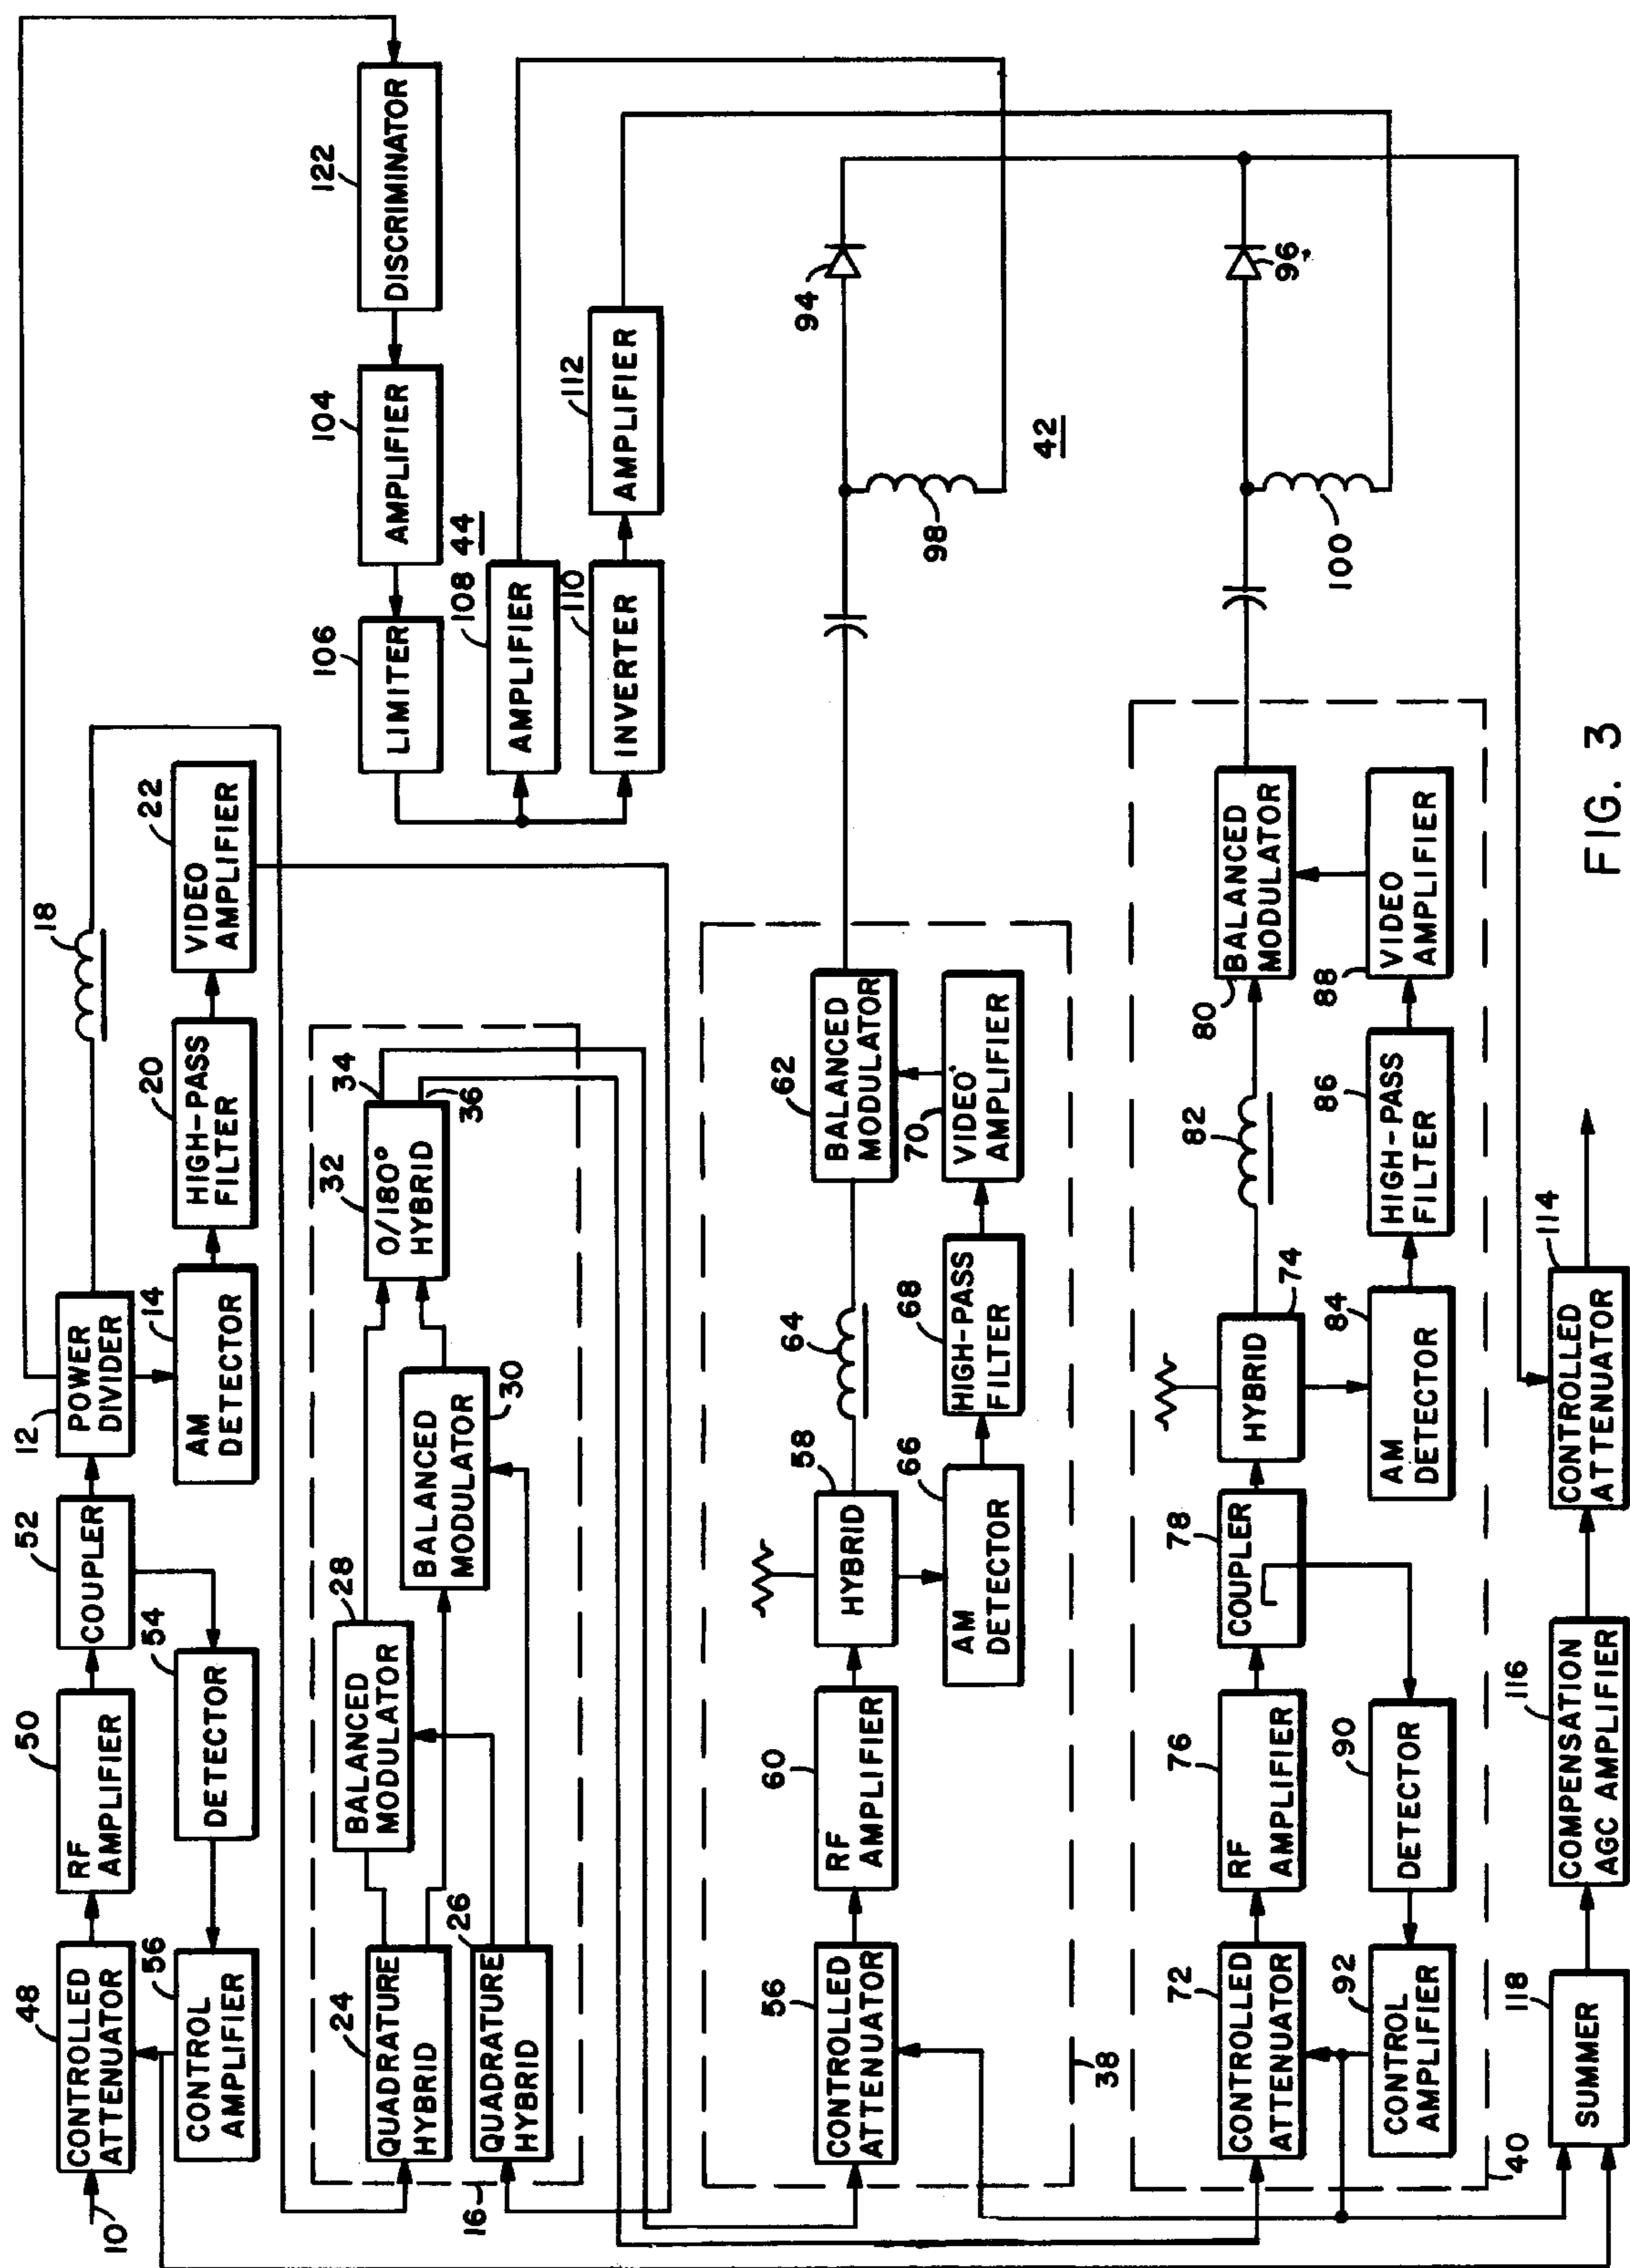 10
48
CONTROLLED
ATTENUATOR
50
RF
AMPLIFIER
52
COUPLER
12
POWER
DIVIDER
18
56
CONTROL
AMPLIFIER
54
DETECTOR
14
AM
DETECTOR
20
HIGH-PASS
FILTER
22
VIDEO
AMPLIFIER
16
24
QUADRATURE
HYBRID
26
QUADRATURE
HYBRID
28
BALANCED
MODULATOR
30
BALANCED
MODULATOR
32
0/180°
HYBRID
34
36
106
LIMITER
104
AMPLIFIER
122
DISCRIMINATOR
108
44
AMPLIFIER
110
INVERTER
112
AMPLIFIER
38
56
CONTROLLED
ATTENUATOR
60
RF
AMPLIFIER
58
HYBRID
64
62
BALANCED
MODULATOR
66
AM
DETECTOR
68
HIGH-PASS
FILTER
70
VIDEO
AMPLIFIER
94
98
42
40
72
CONTROLLED
ATTENUATOR
76
RF
AMPLIFIER
78
COUPLER
74
HYBRID
82
80
BALANCED
MODULATOR
92
CONTROL
AMPLIFIER
90
DETECTOR
84
AM
DETECTOR
86
HIGH-PASS
FILTER
88
VIDEO
AMPLIFIER
96
100
118
SUMMER
116
COMPENSATION
AGC AMPLIFIER
114
CONTROLLED
ATTENUATOR
FIG. 3